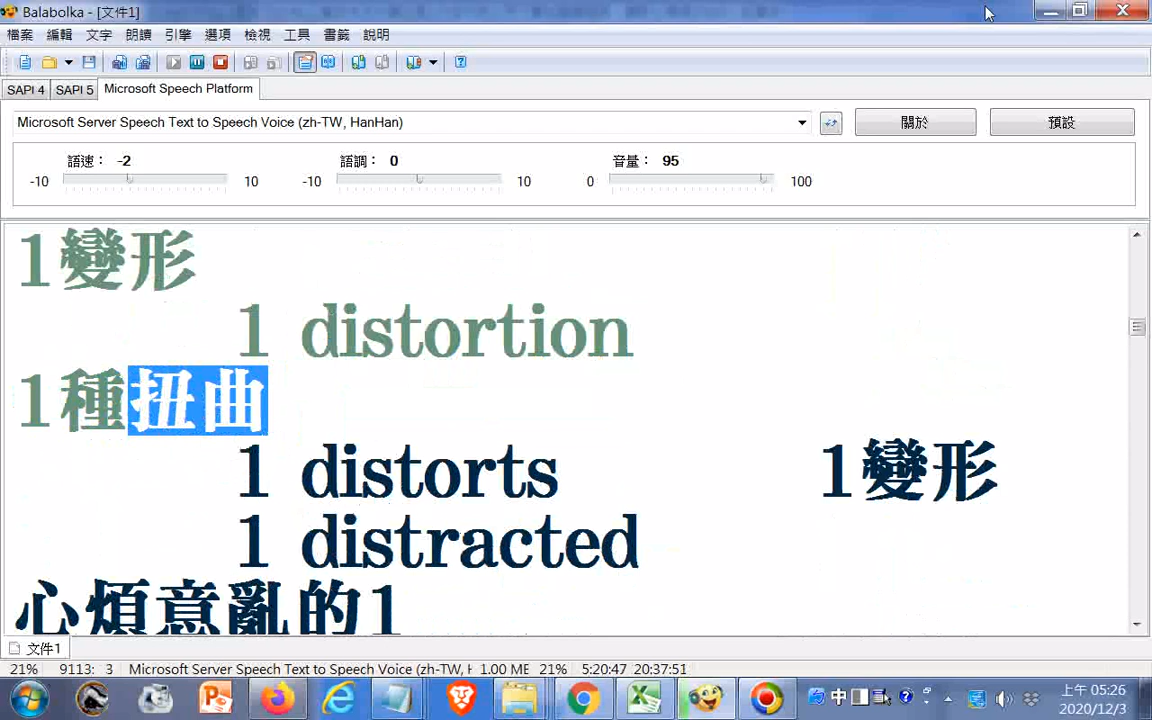 Balabolka - [文件1]
檔案 編輯 文字 朗讀 引擎 選項 檢視 工具 書籤 說明
SAPI 4 SAPI 5 Microsoft Speech Platform
Microsoft Server Speech Text to Speech Voice (zh-TW, HanHan) 關於 預設
語速： -2 語調： 0 音量： 95
-10 10 -10 10 0 100
1變形
1 distortion
1種扭曲
1 distorts 1變形
1 distracted
心煩意亂的1
文件1
21% 9113: 3 Microsoft Server Speech Text to Speech Voice (zh-TW, 1.00 ME 21% 5:20:47 20:37:51
中 上午 05:26
2020/12/3